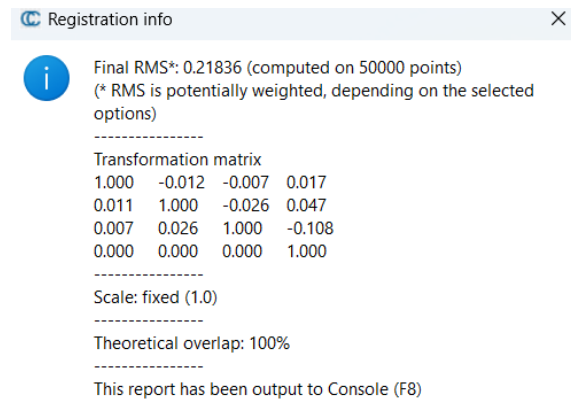 Registration info
Final RMS*: 0.21836 (computed on 50000 points)
(* RMS is potentially weighted, depending on the selected
options)
----------------
Transformation matrix
1.000 -0.012 -0.007 0.017
0.011 1.000 -0.026 0.047
0.007 0.026 1.000 -0.108
0.000 0.000 0.000 1.000
----------------
Scale: fixed (1.0)
----------------
Theoretical overlap: 100%
----------------
This report has been output to Console (F8)